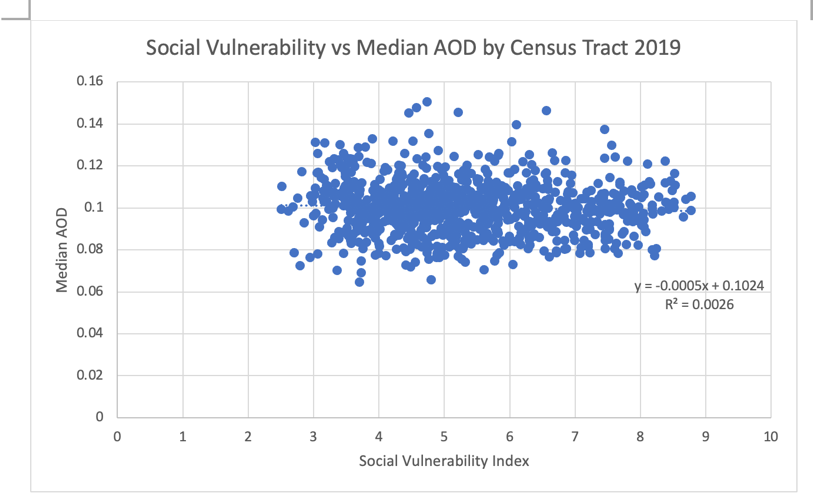 Social Vulnerability vs Median AOD by Census Tract 2019
0.16
0.14
0.12
0.1
0.08
0.06
0.04
0.02
0
Median AOD
y = -0.0005x + 0.1024
R² = 0.0026
0 1 2 3 4 5 6 7 8 9 10
Social Vulnerability Index